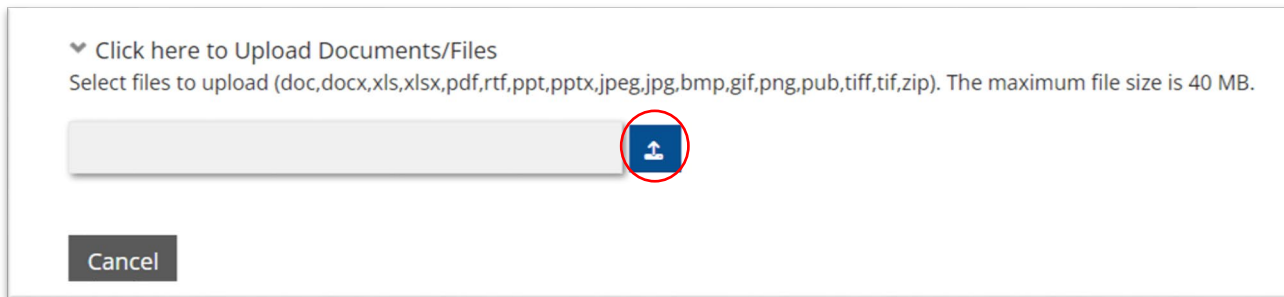 Click here to Upload Documents/Files
Select files to upload (doc,docx,xls,xlsx,pdf,rtf,ppt,pptx,jpeg,jpg,bmp,gif,png,pub,tiff,tif,zip). The maximum file size is 40 MB.
Cancel